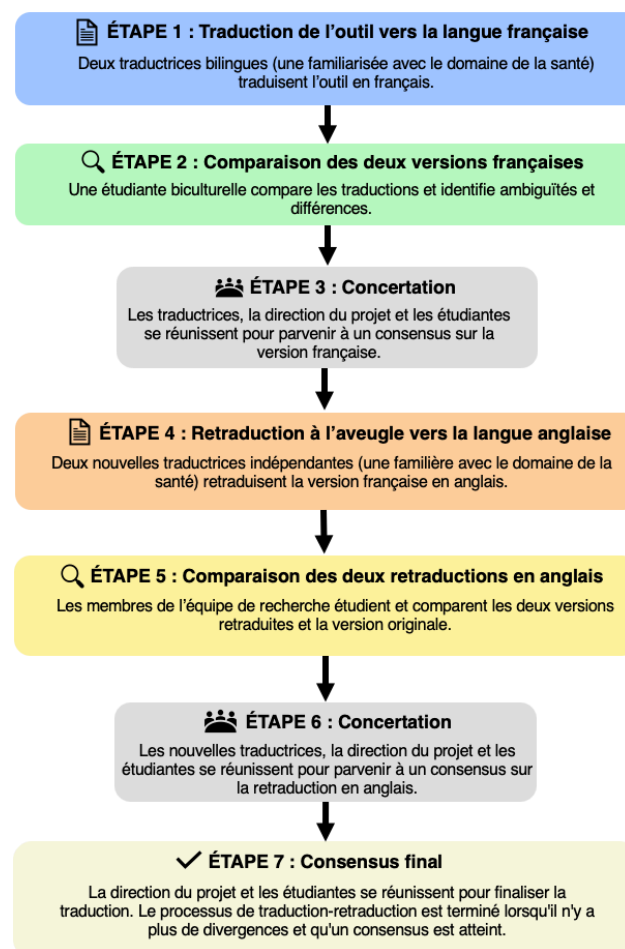 ÉTAPE 1 : Traduction de l’outil vers la langue française
Deux traductrices bilingues (une familiarisée avec le domaine de la santé)
traduisent l’outil en français.
ÉTAPE 2 : Comparaison des deux versions françaises
Une étudiante biculturelle compare les traductions et identifie ambiguïtés et
différences.
ÉTAPE 3 : Concertation
Les traductrices, la direction du projet et les étudiantes
se réunissent pour parvenir à un consensus sur la
version française.
ÉTAPE 4 : Retraduction à l’aveugle vers la langue anglaise
Deux nouvelles traductrices indépendantes (une familière avec le domaine de la
santé) retraduisent la version française en anglais.
ÉTAPE 5 : Comparaison des deux retraductions en anglais
Les membres de l’équipe de recherche étudient et comparent les deux versions
retraduites et la version originale.
ÉTAPE 6 : Concertation
Les nouvelles traductrices, la direction du projet et les
étudiantes se réunissent pour parvenir à un consensus sur
la retraduction en anglais.
ÉTAPE 7 : Consensus final
La direction du projet et les étudiantes se réunissent pour finaliser la
traduction. Le processus de traduction-retraduction est terminé lorsqu'il n'y a
plus de divergences et qu'un consensus est atteint.